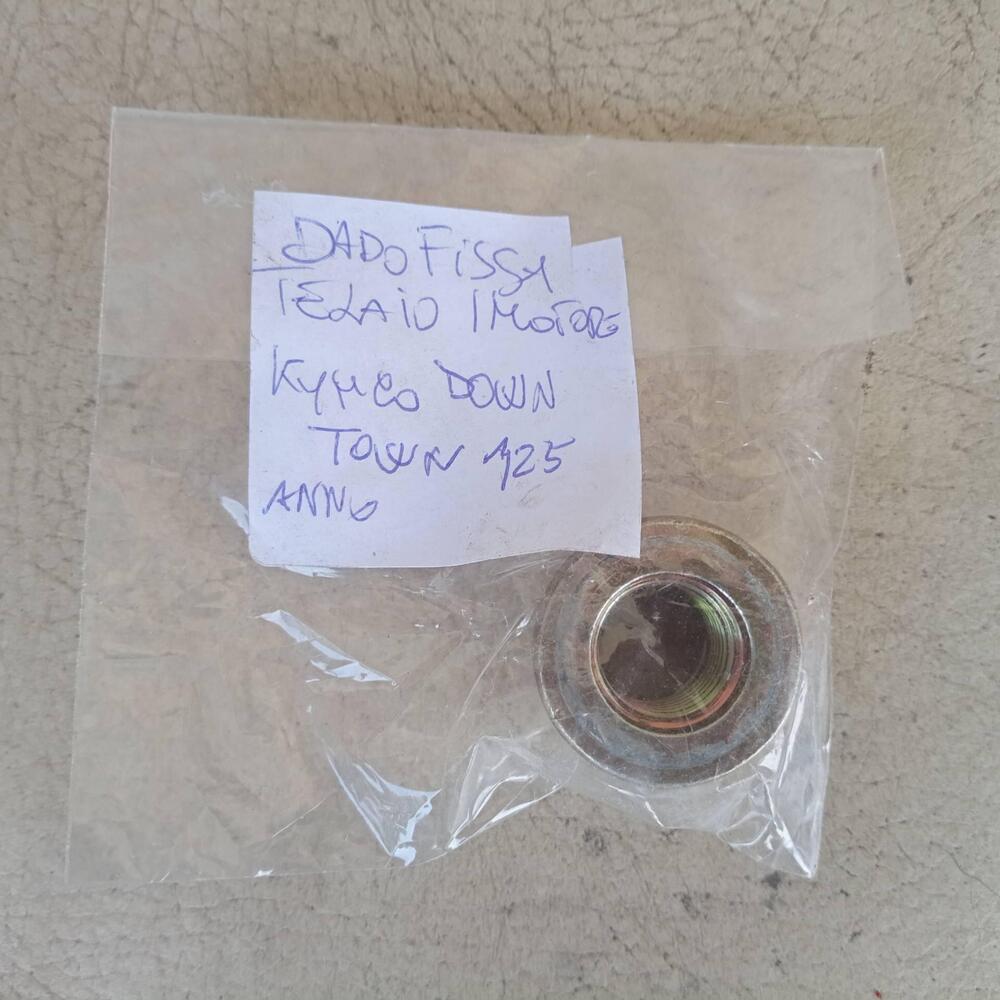 DADO FISSA
TELAIO / MOTORE
KYMCO DOWN
TOWN 125
ANNO